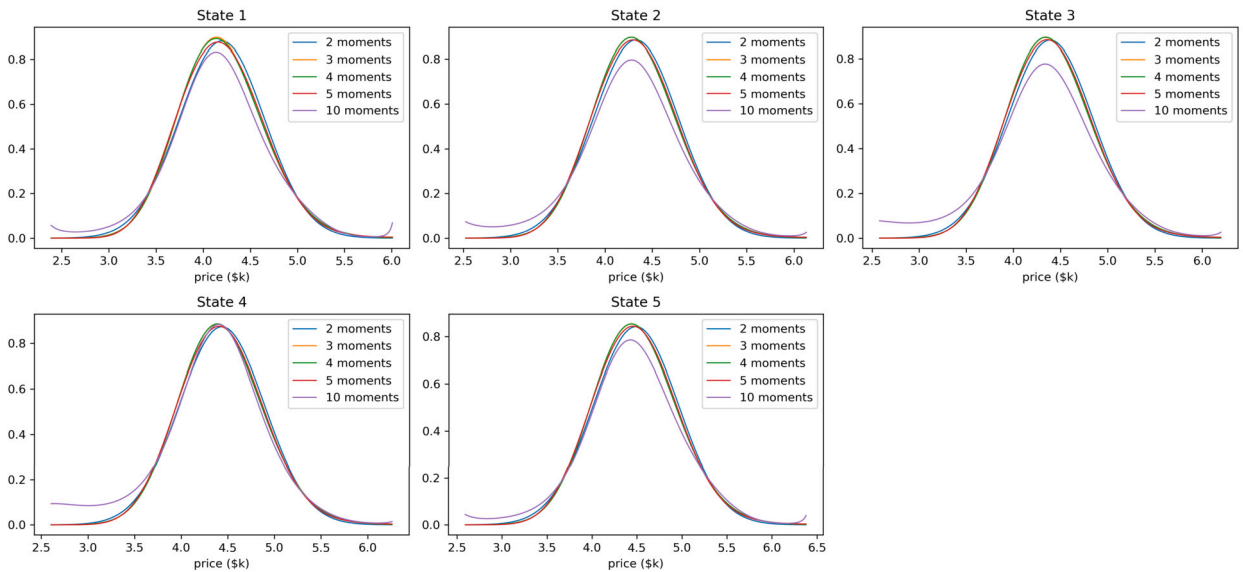 State 1
0.8
0.6
0.4
0.2
0.0
2.5 3.0 3.5 4.0 4.5 5.0 5.5 6.0
price ($k)
2 moments
3 moments
4 moments
5 moments
10 moments
State 2
0.8
0.6
0.4
0.2
0.0
2.5 3.0 3.5 4.0 4.5 5.0 5.5 6.0
price ($k)
2 moments
3 moments
4 moments
5 moments
10 moments
State 3
0.8
0.6
0.4
0.2
0.0
2.5 3.0 3.5 4.0 4.5 5.0 5.5 6.0
price ($k)
2 moments
3 moments
4 moments
5 moments
10 moments
State 4
0.8
0.6
0.4
0.2
0.0
2.5 3.0 3.5 4.0 4.5 5.0 5.5 6.0
price ($k)
2 moments
3 moments
4 moments
5 moments
10 moments
State 5
0.8
0.6
0.4
0.2
0.0
2.5 3.0 3.5 4.0 4.5 5.0 5.5 6.0 6.5
price ($k)
2 moments
3 moments
4 moments
5 moments
10 moments